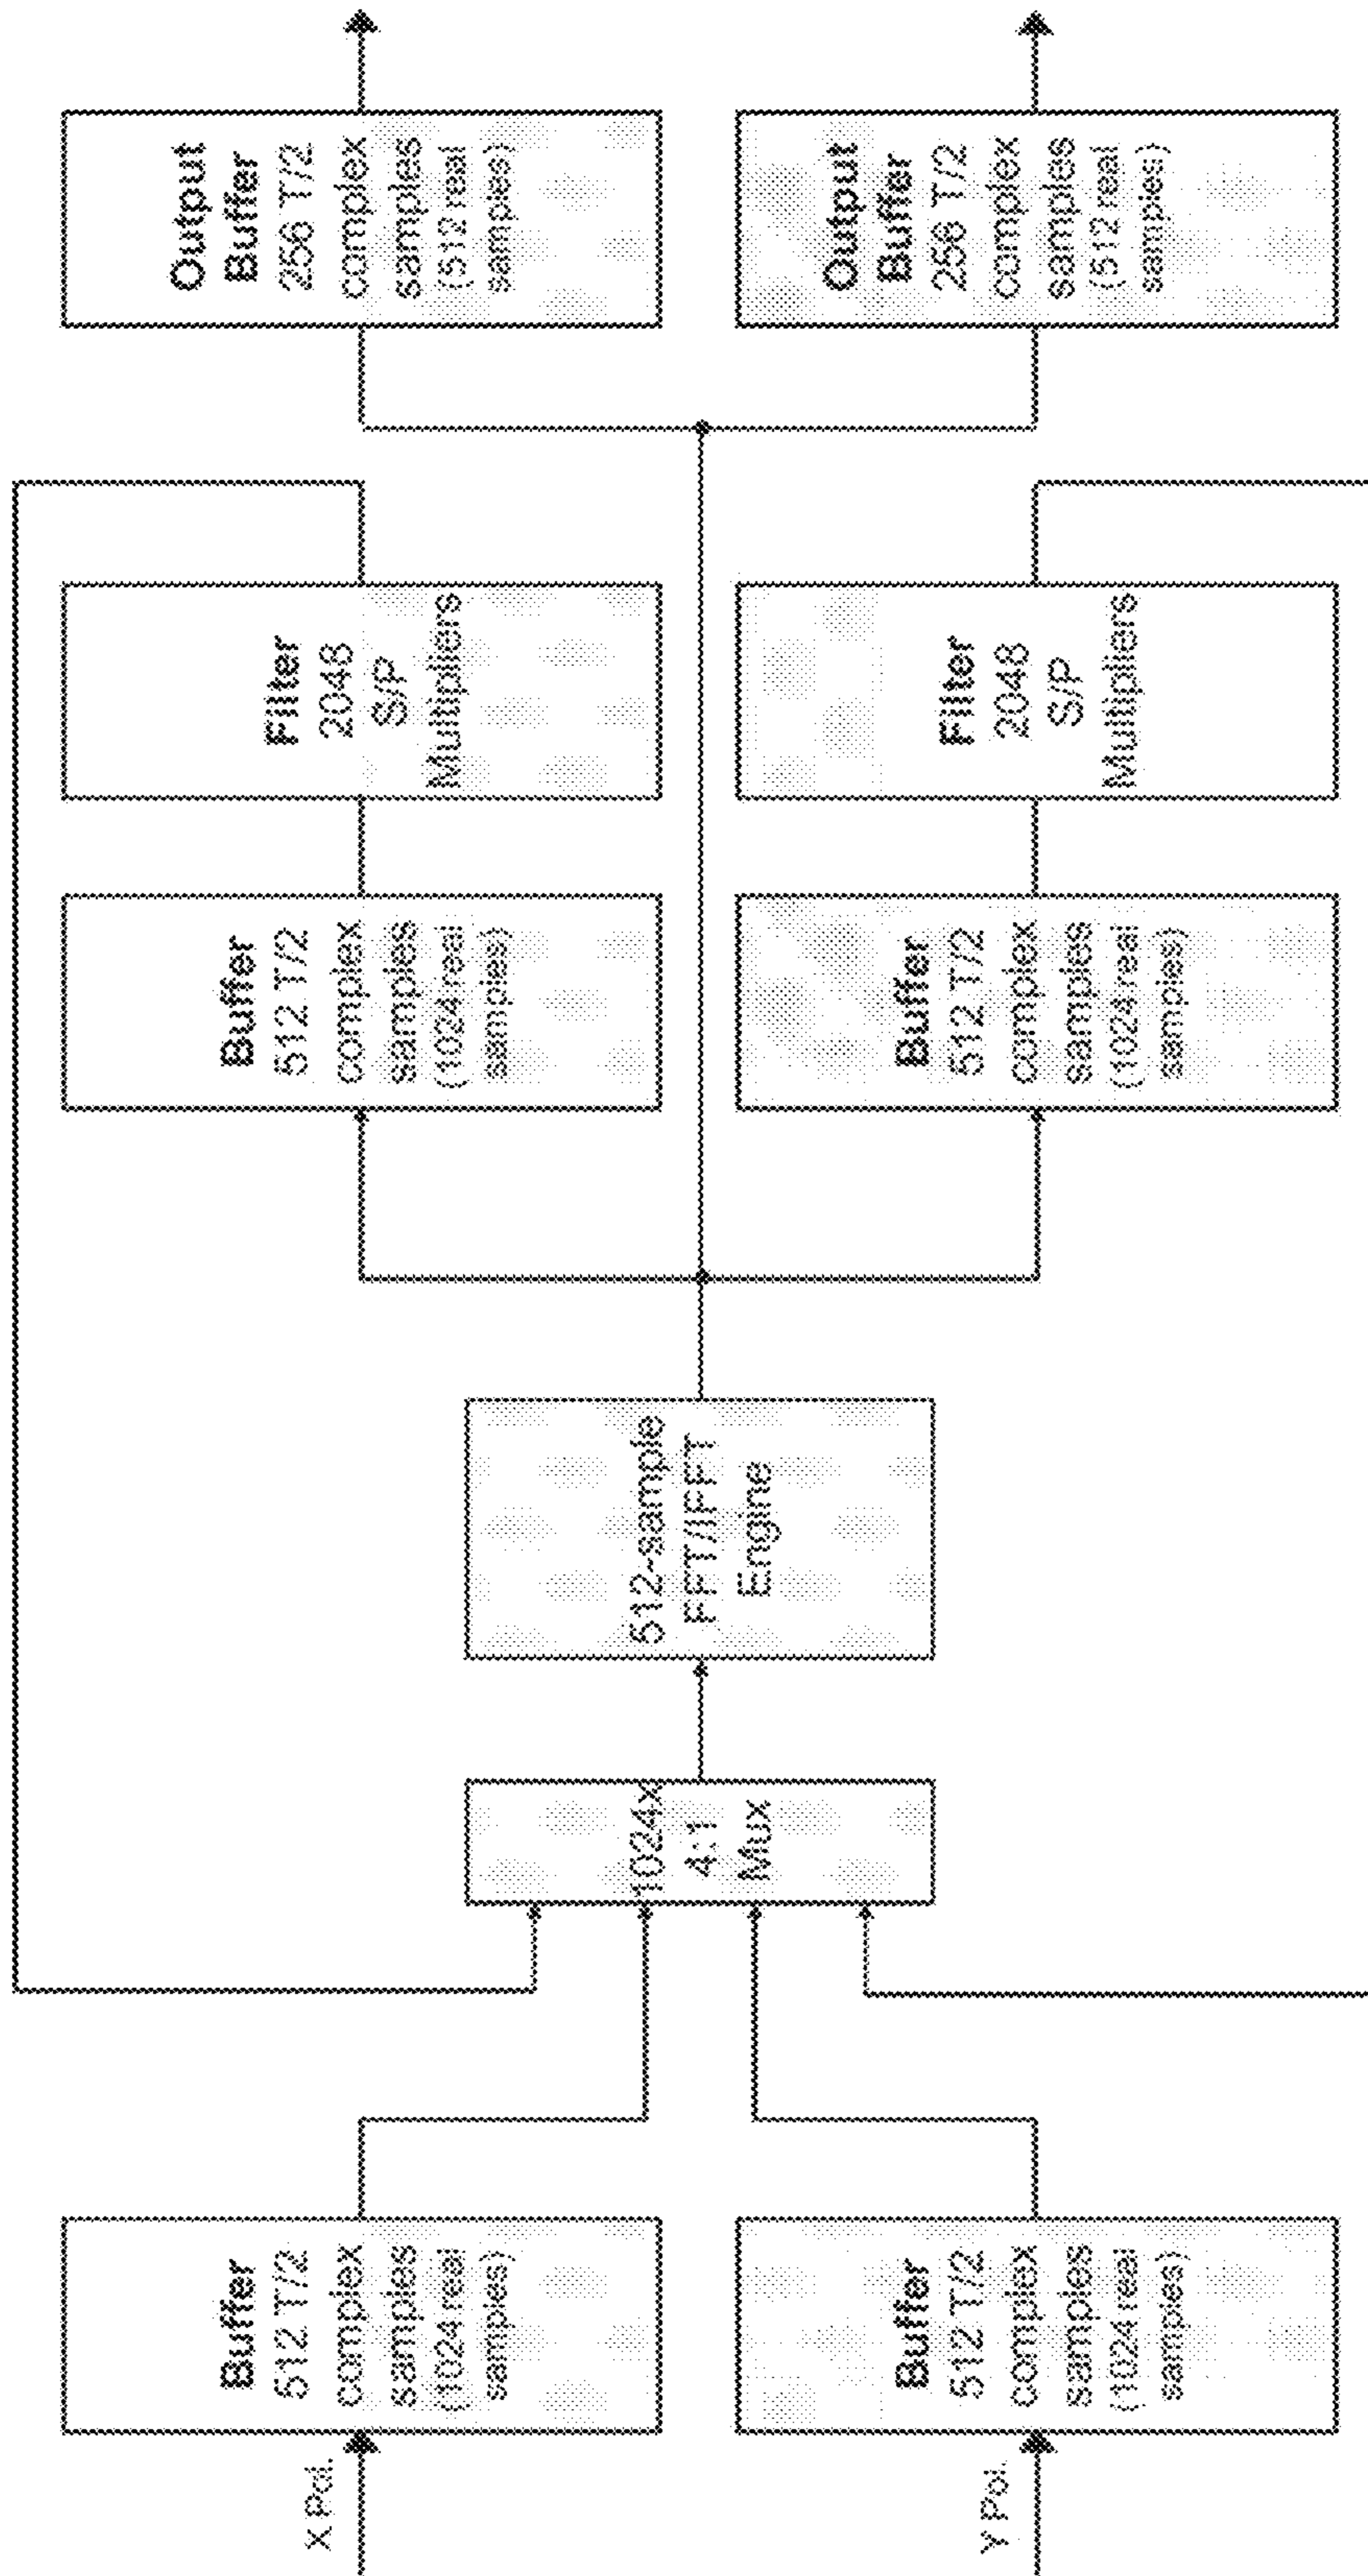 X Pol.
Buffer
512 T/2
complex
samples
(1024 real
samples)
Y Pol.
Buffer
512 T/2
complex
samples
(1024 real
samples)
1024x
4:1
Mux
512-sample
FFT/IFFT
Engine
Buffer
512 T/2
complex
samples
(1024 real
samples)
Filter
2048
S/P
Multipliers
Output
Buffer
256 T/2
complex
samples
(512 real
samples)
Buffer
512 T/2
complex
samples
(1024 real
samples)
Filter
2048
S/P
Multipliers
Output
Buffer
256 T/2
complex
samples
(512 real
samples)